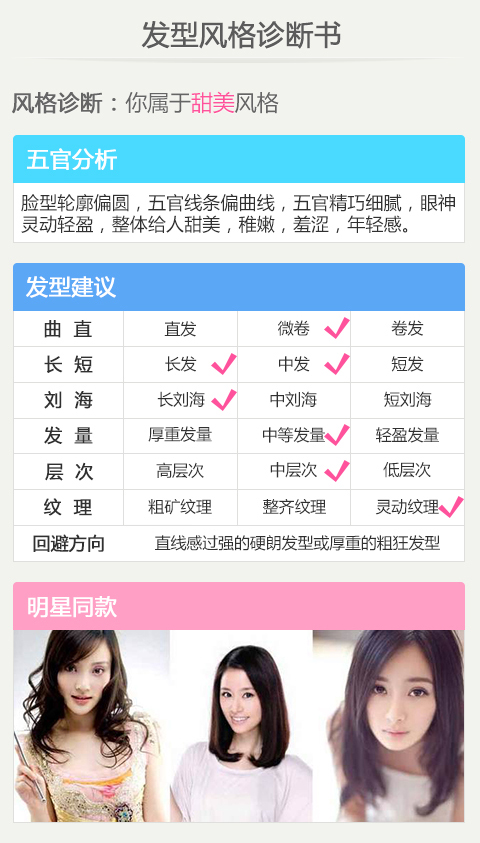 发型风格诊断书
风格诊断：你属于甜美风格
五官分析
脸型轮廓偏圆，五官线条偏曲线，五官精巧细腻，眼神
灵动轻盈，整体给人甜美，稚嫩，羞涩，年轻感。
发型建议
曲 直 直发 微卷 卷发
长 短 长发 中发 短发
刘 海 长刘海 中刘海 短刘海
发 量 厚重发量 中等发量 轻盈发量
层 次 高层次 中层次 低层次
纹 理 粗矿纹理 整齐纹理 灵动纹理
回避方向 直线感过强的硬朗发型或厚重的粗狂发型
明星同款